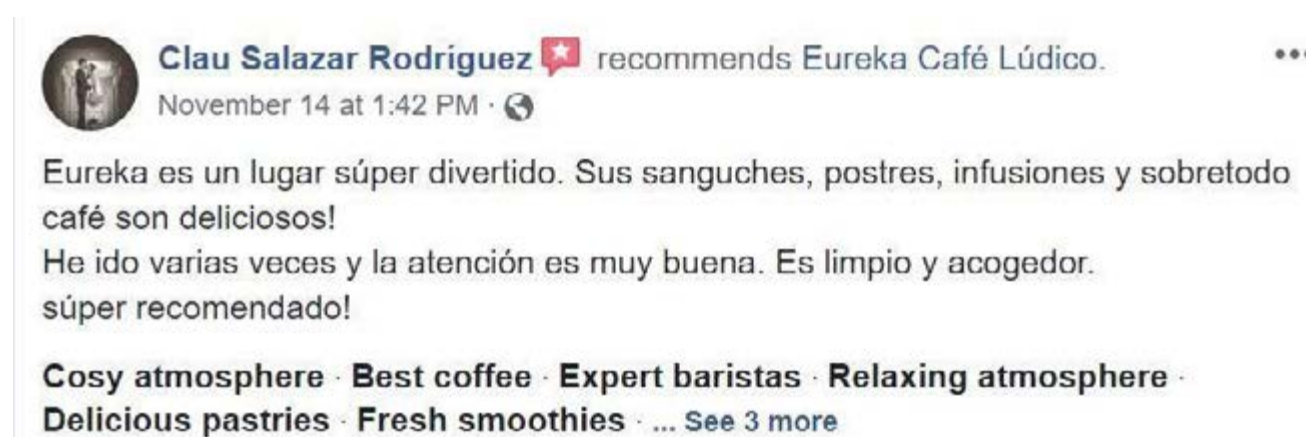 Clau Salazar Rodríguez recommends Eureka Café Lúdico.
November 14 at 1:42 PM ·
Eureka es un lugar súper divertido. Sus sanguches, postres, infusiones y sobretodo
café son deliciosos!
He ido varias veces y la atención es muy buena. Es limpio y acogedor.
súper recomendado!
Cosy atmosphere · Best coffee · Expert baristas · Relaxing atmosphere ·
Delicious pastries · Fresh smoothies · ... See 3 more